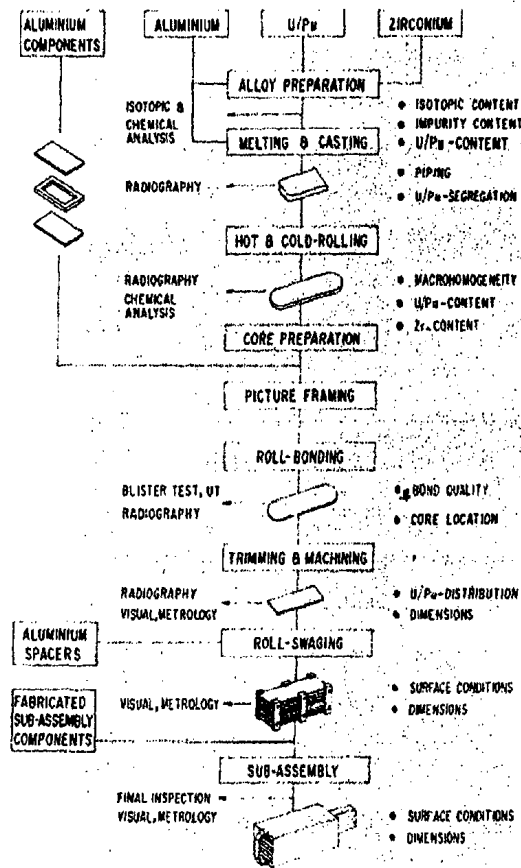 ALUMINIUM
COMPONENTS
ALUMINIUM
U/Pu
ZIRCONIUM
ALLOY PREPARATION
ISOTOPIC &
CHEMICAL
ANALYSIS
• ISOTOPIC CONTENT
• IMPURITY CONTENT
• U/Pu-CONTENT
MELTING & CASTING
RADIOGRAPHY
• PIPING
• U/Pu-SEGREGATION
HOT & COLD-ROLLING
RADIOGRAPHY
CHEMICAL
ANALYSIS
• MACROHOMOGENEITY
• U/Pu-CONTENT
• Zr-CONTENT
CORE PREPARATION
PICTURE FRAMING
ROLL-BONDING
BLISTER TEST, UT
RADIOGRAPHY
• BOND QUALITY
• CORE LOCATION
TRIMMING & MACHINING
RADIOGRAPHY
VISUAL, METROLOGY
• U/Pu-DISTRIBUTION
• DIMENSIONS
ALUMINIUM
SPACERS
ROLL-SWAGING
FABRICATED
SUB-ASSEMBLY
COMPONENTS
VISUAL, METROLOGY
• SURFACE CONDITIONS
• DIMENSIONS
SUB-ASSEMBLY
FINAL INSPECTION
VISUAL, METROLOGY
• SURFACE CONDITIONS
• DIMENSIONS